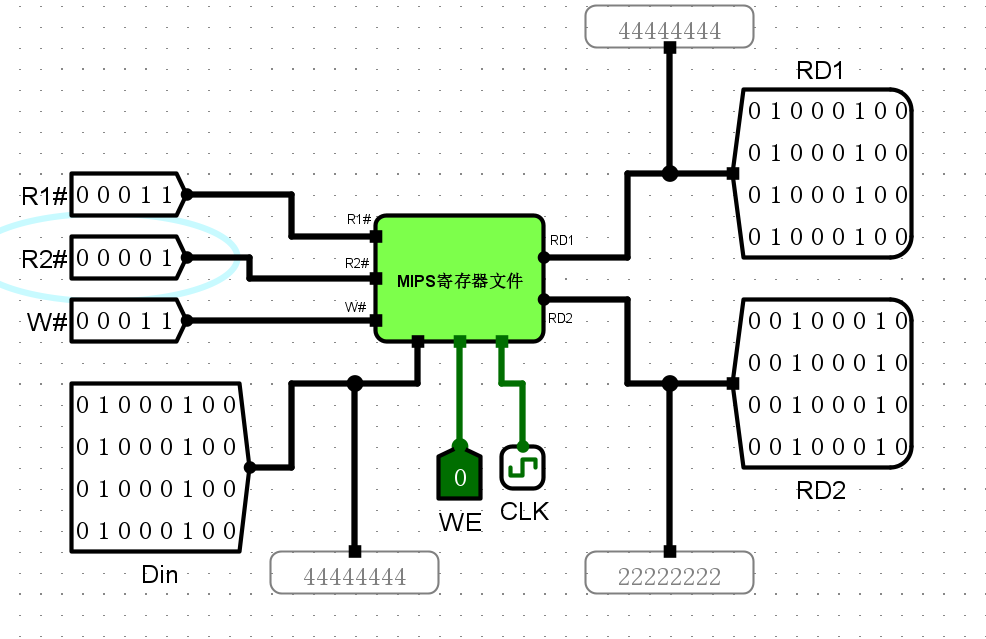 44444444
RD1
0 1 0 0 0 1 0 0
0 1 0 0 0 1 0 0
0 1 0 0 0 1 0 0
0 1 0 0 0 1 0 0
R1#
0 0 0 1 1
R2#
0 0 0 0 1
W#
0 0 0 1 1
R1#
R2#
W#
MIPS寄存器文件
RD1
RD2
0 0 1 0 0 0 1 0
0 0 1 0 0 0 1 0
0 0 1 0 0 0 1 0
0 0 1 0 0 0 1 0
RD2
0 1 0 0 0 1 0 0
0 1 0 0 0 1 0 0
0 1 0 0 0 1 0 0
0 1 0 0 0 1 0 0
Din
0
WE
CLK
44444444
22222222